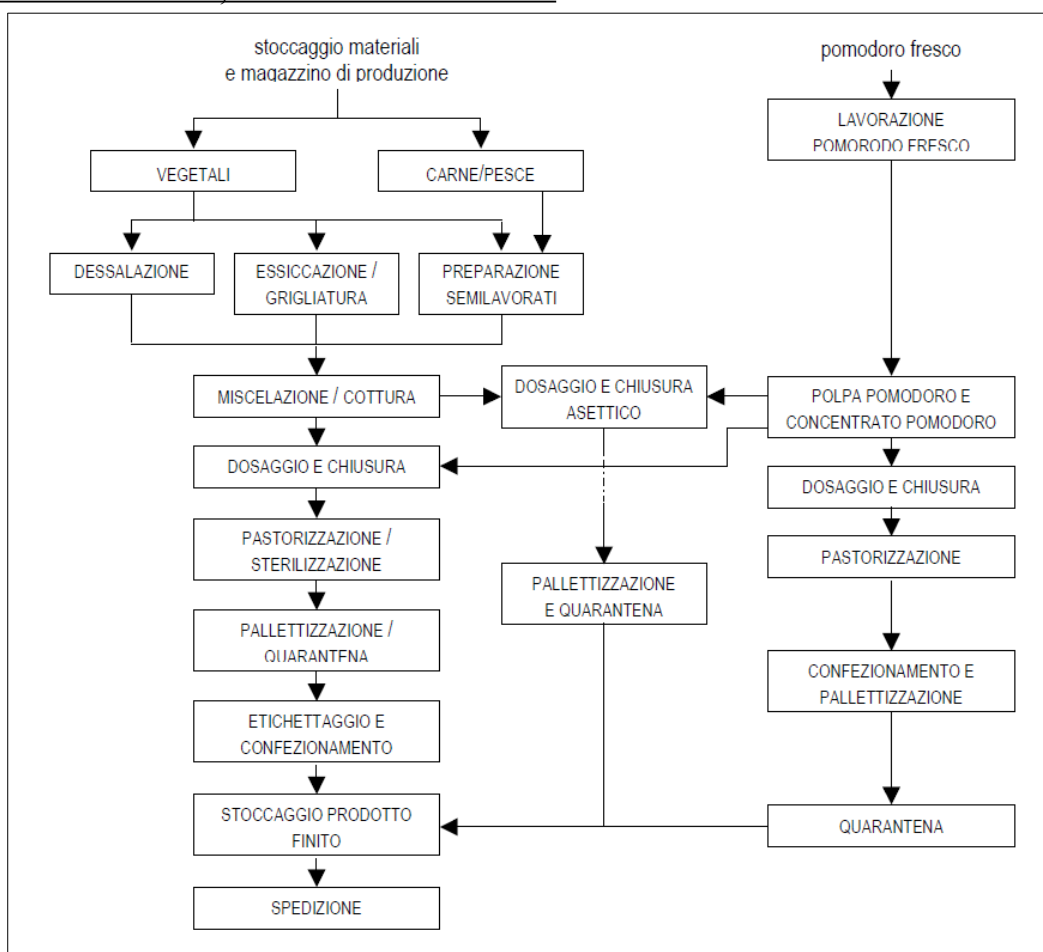 stoccaggio materiali
e magazzino di produzione
pomodoro fresco
LAVORAZIONE
POMORODO FRESCO
VEGETALI
CARNE/PESCE
DESSALAZIONE
ESSICCAZIONE /
GRIGLIATURA
PREPARAZIONE
SEMILAVORATI
MISCELAZIONE / COTTURA
DOSAGGIO E CHIUSURA
ASETTICO
POLPA POMODORO E
CONCENTRATO POMODORO
DOSAGGIO E CHIUSURA
DOSAGGIO E CHIUSURA
PASTORIZZAZIONE /
STERILIZZAZIONE
PASTORIZZAZIONE
PALLETTIZZAZIONE
E QUARANTENA
PALLETTIZZAZIONE /
QUARANTENA
CONFEZIONAMENTO E
PALLETTIZZAZIONE
ETICHETTAGGIO E
CONFEZIONAMENTO
STOCCAGGIO PRODOTTO
FINITO
QUARANTENA
SPEDIZIONE